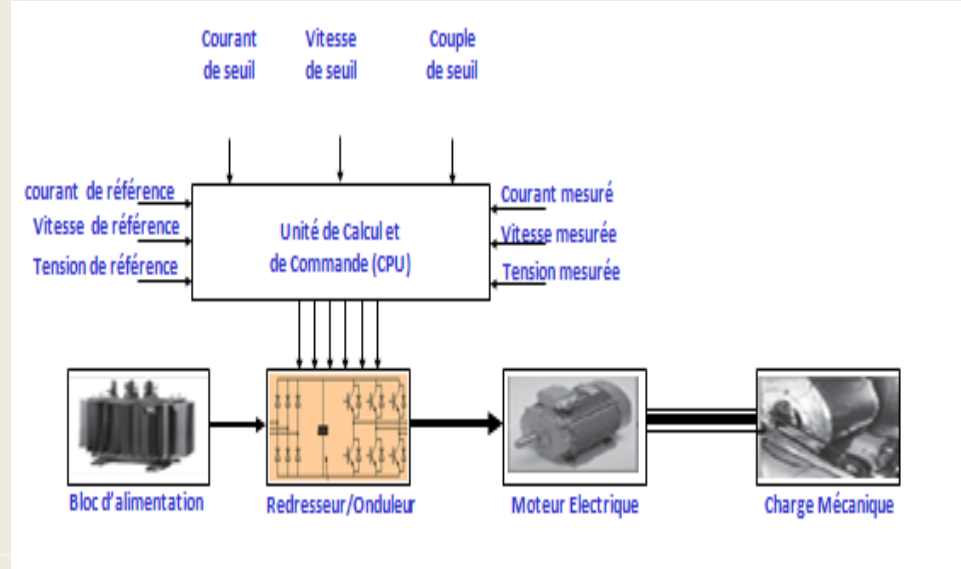 Courant
de seuil
Vitesse
de seuil
Couple
de seuil
courant de référence
Vitesse de référence
Tension de référence
Unité de Calcul et
de Commande (CPU)
Courant mesuré
Vitesse mesurée
Tension mesurée
Bloc d'alimentation
Redresseur/Onduleur
Moteur Electrique
Charge Mécanique